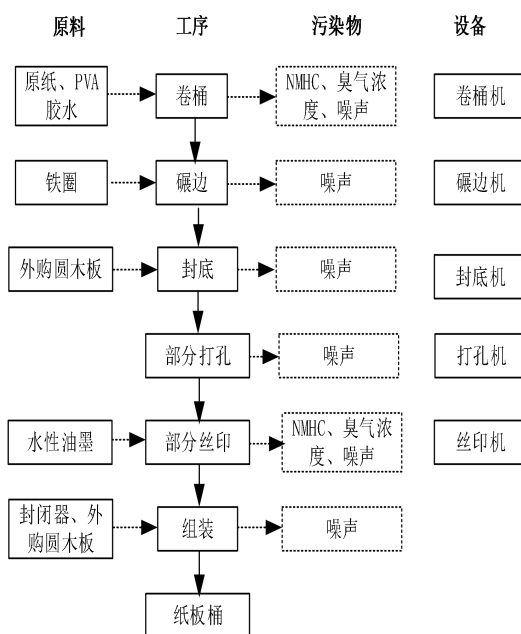 原料 工序 污染物 设备
原纸、PVA
胶水
卷桶
NMHC、臭气浓
度、噪声
卷桶机
铁圈
碾边
噪声
碾边机
外购圆木板
封底
噪声
封底机
部分打孔
噪声
打孔机
水性油墨
部分丝印
NMHC、臭气浓
度、噪声
丝印机
封闭器、外
购圆木板
组装
噪声
纸板桶